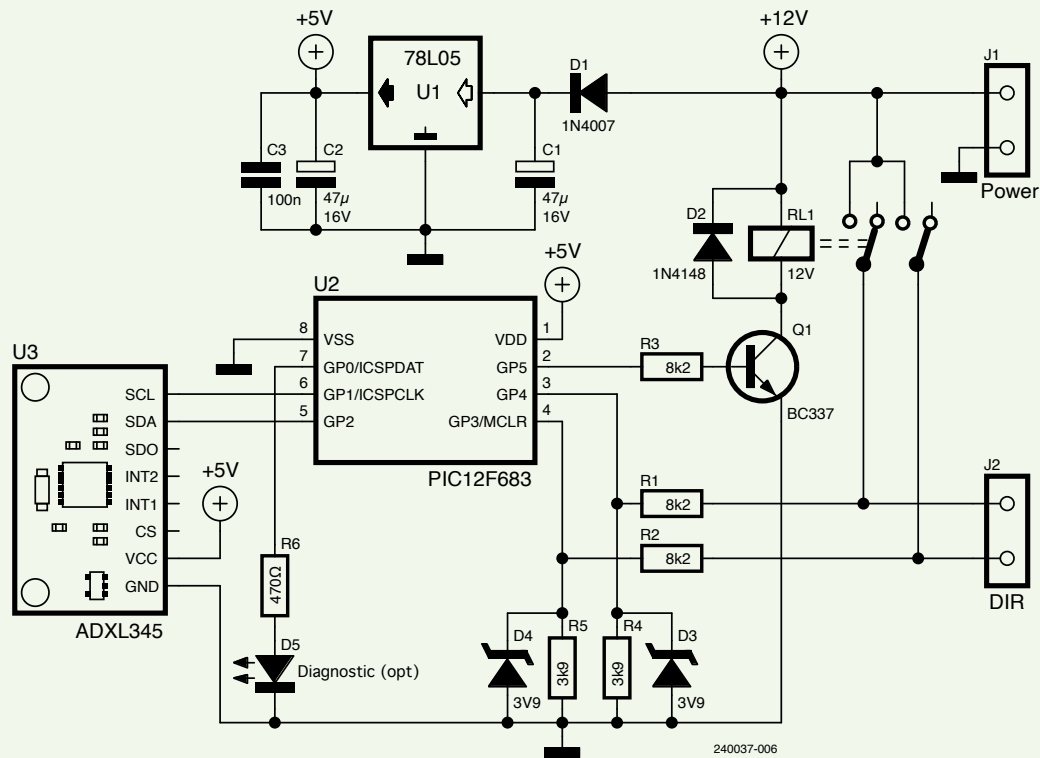 +5V
+12V
78L05
U1
D1
1N4007
J1
Power
C3
100n
C2
47µ
16V
C1
47µ
16V
D2
1N4148
RL1
12V
+5V
U2
8
VSS
7
GP0/ICSPDAT
6
GP1/ICSPCLK
5
GP2
VDD
1
GP5
2
GP4
3
GP3/MCLR
4
PIC12F683
R3
8k2
Q1
BC337
U3
SCL
SDA
SDO
INT2
INT1
CS
VCC
GND
ADXL345
+5V
R6
470Ω
D5
Diagnostic (opt)
R1
8k2
R2
8k2
J2
DIR
D4
3V9
R5
3k9
R4
3k9
D3
3V9
240037-006